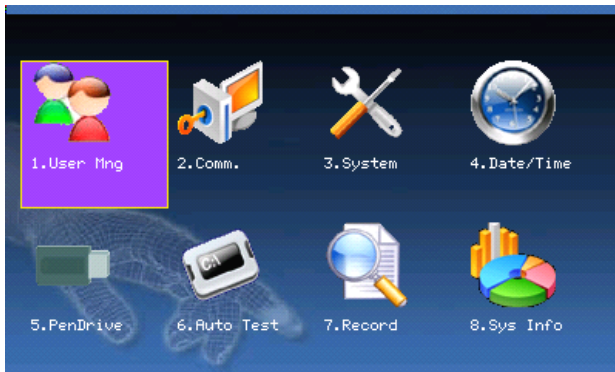 1.User Mng
2.Comm.
3.System
4.Date/Time
C:\
5.PenDrive
6.Auto Test
7.Record
8.Sys Info